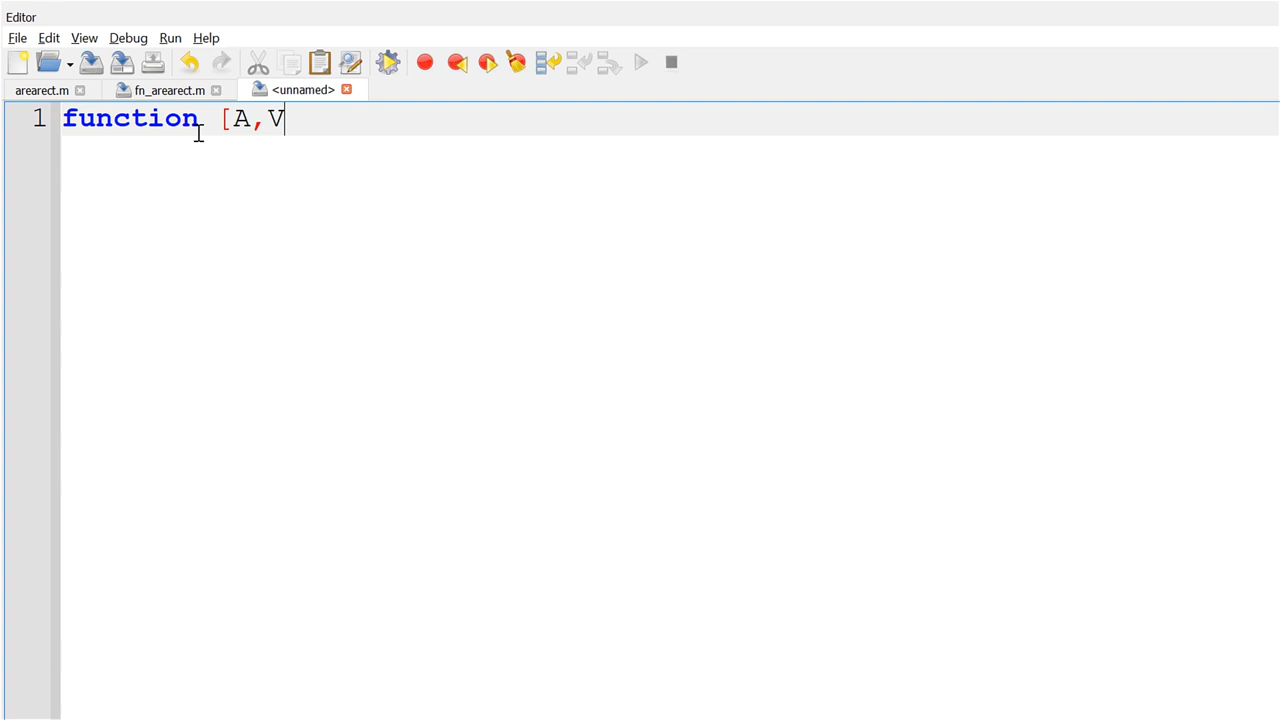 Editor
File Edit View Debug Run Help
arearect.m fn_arearect.m <unnamed>
1 function [A,V